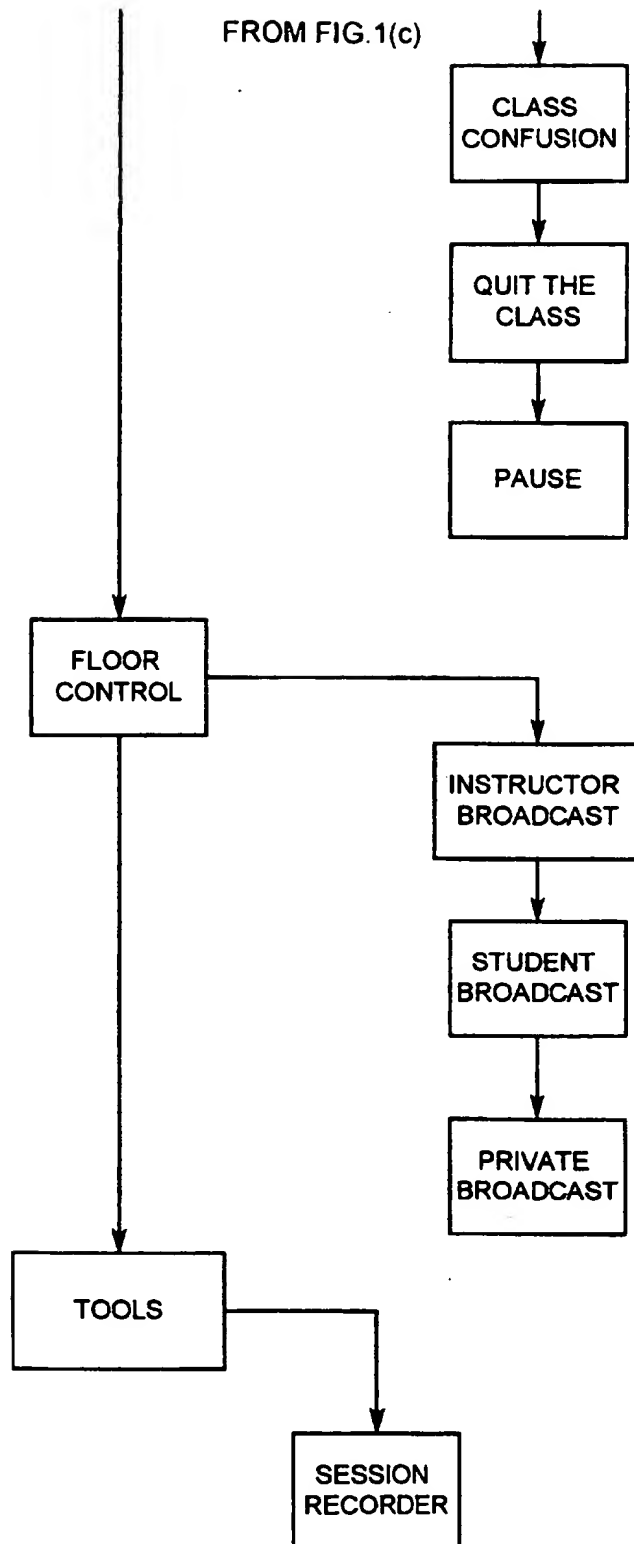 FROM FIG.1(c)
CLASS
CONFUSION
QUIT THE
CLASS
PAUSE
FLOOR
CONTROL
INSTRUCTOR
BROADCAST
STUDENT
BROADCAST
PRIVATE
BROADCAST
TOOLS
SESSION
RECORDER